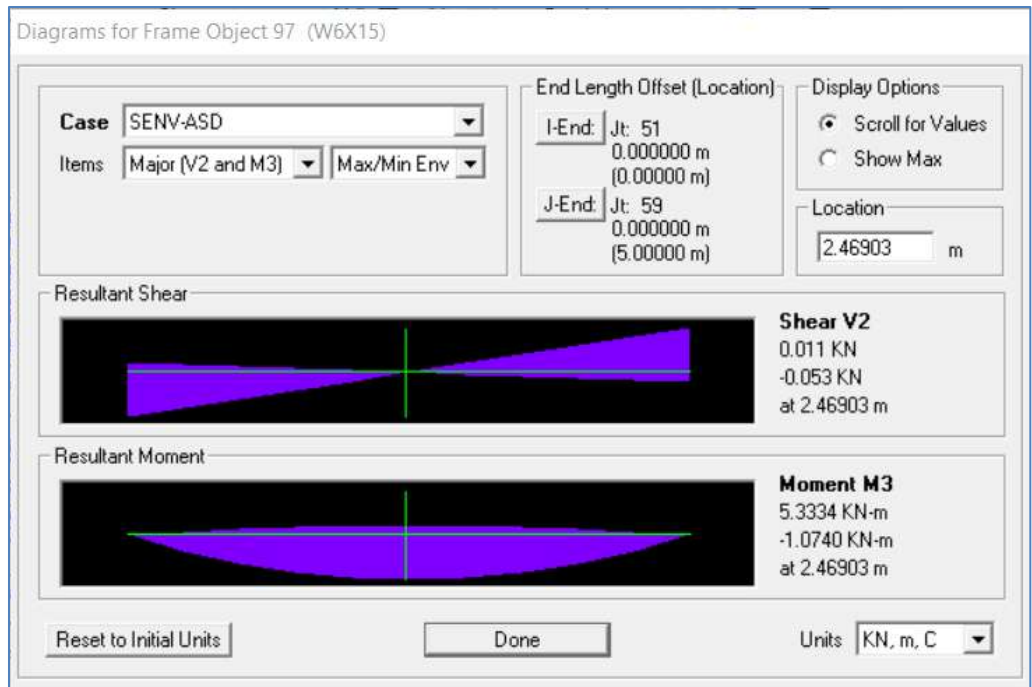 Diagrams for Frame Object 97 (W6X15)
Case SENV-ASD
Items Major (V2 and M3) Max/Min Env
End Length Offset (Location)
I-End: Jt: 51
0.000000 m
(0.00000 m)
J-End: Jt: 59
0.000000 m
(5.00000 m)
Display Options
Scroll for Values
Show Max
Location
2.46903 m
Resultant Shear
Shear V2
0.011 KN
-0.053 KN
at 2.46903 m
Resultant Moment
Moment M3
5.3334 KN-m
-1.0740 KN-m
at 2.46903 m
Reset to Initial Units Done Units KN, m, C